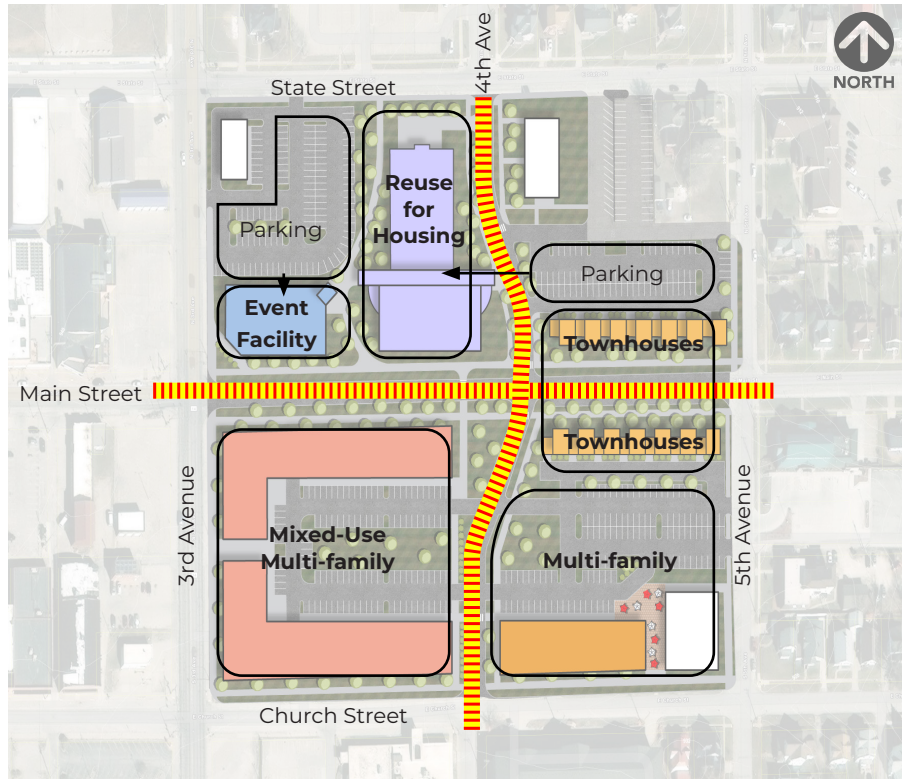 4th Ave
NORTH
State Street
Reuse
for
Housing
Parking
Parking
Event
Facility
Townhouses
Main Street
Townhouses
3rd Avenue
5th Avenue
Mixed-Use
Multi-family
Multi-family
Church Street